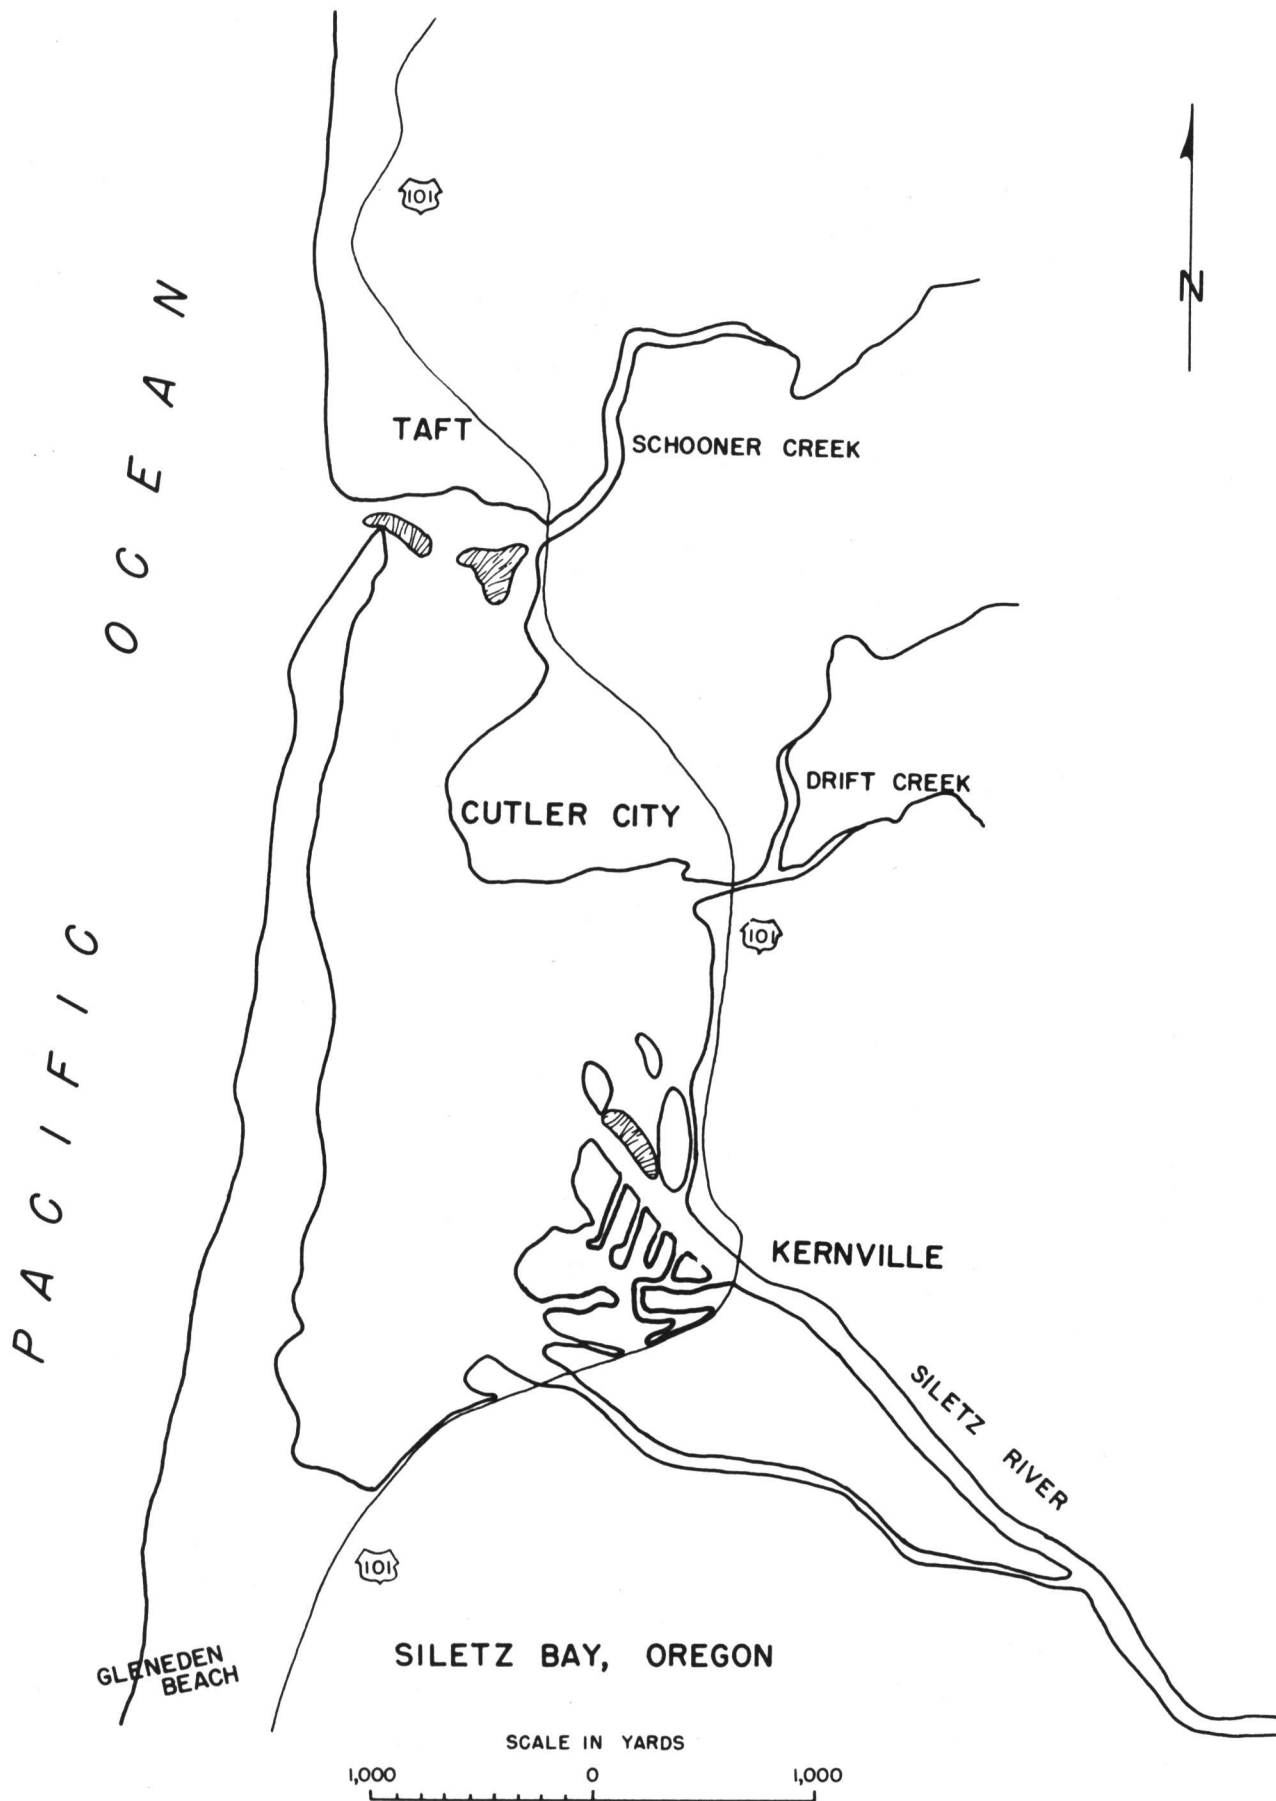 101
N
PACIFIC OCEAN
TAFT
SCHOONER CREEK
DRIFT CREEK
CUTLER CITY
101
KERNVILLE
SILETZ RIVER
101
GLENEDEN
BEACH
SILETZ BAY, OREGON
SCALE IN YARDS
1,000 0 1,000